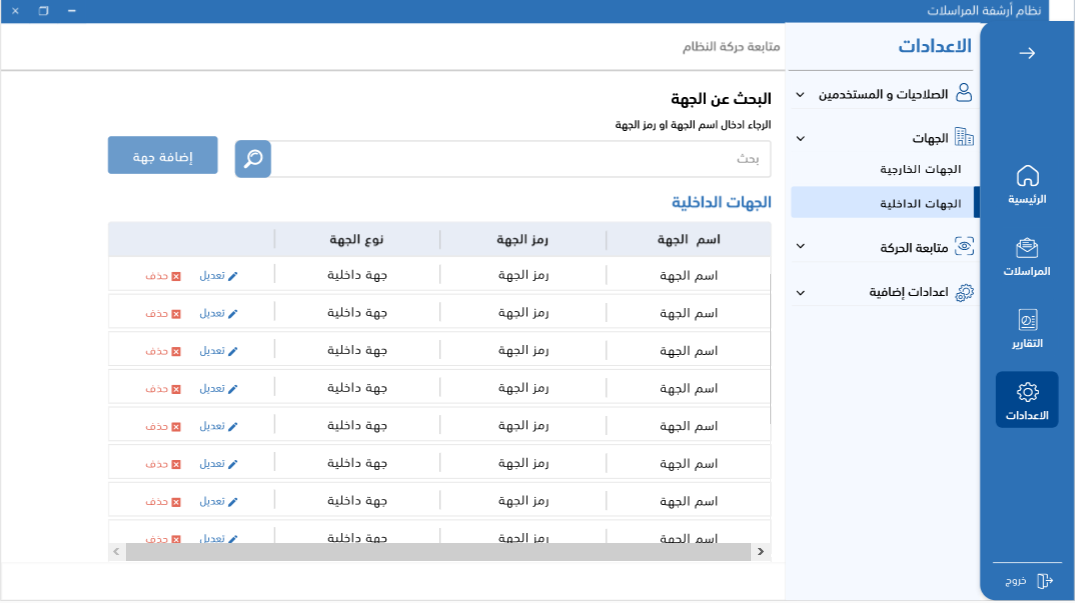 نظام أرشفة المراسلات
الاعدادات
الصلاحيات و المستخدمين
الجهات
الجهات الخارجية
الجهات الداخلية
متابعة الحركة
اعدادات إضافية
الرئيسية
المراسلات
التقارير
الاعدادات
خروج
متابعة حركة النظام
البحث عن الجهة
الرجاء ادخال اسم الجهة او رمز الجهة
بحث
إضافة جهة
الجهات الداخلية
اسم الجهة رمز الجهة نوع الجهة
اسم الجهة رمز الجهة جهة داخلية تعديل حذف
اسم الجهة رمز الجهة جهة داخلية تعديل حذف
اسم الجهة رمز الجهة جهة داخلية تعديل حذف
اسم الجهة رمز الجهة جهة داخلية تعديل حذف
اسم الجهة رمز الجهة جهة داخلية تعديل حذف
اسم الجهة رمز الجهة جهة داخلية تعديل حذف
اسم الجهة رمز الجهة جهة داخلية تعديل حذف
اسم الجهة رمز الجهة جهة داخلية تعديل حذف